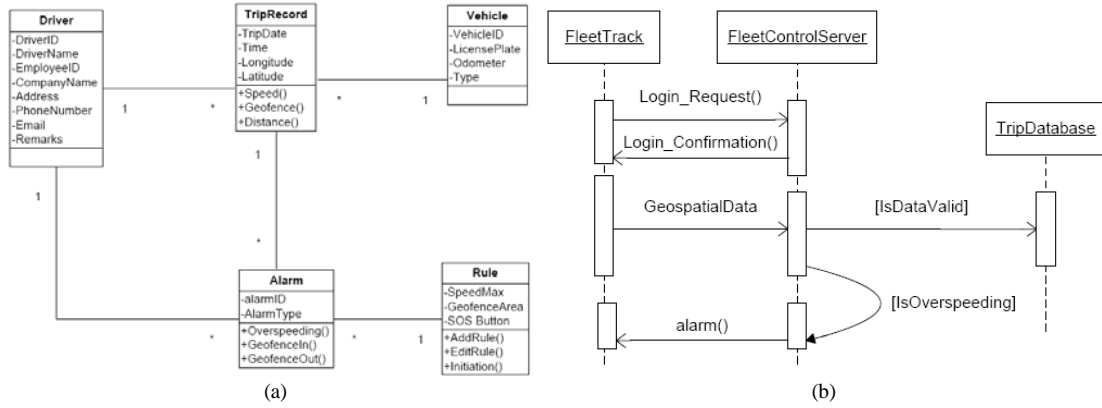 Driver
-DriverID
-DriverName
-EmployeeID
-CompanyName
-Address
-PhoneNumber
-Email
-Remarks
TripRecord
-TripDate
-Time
-Longitude
-Latitude
+Speed()
+Geofence()
+Distance()
Vehicle
-VehicleID
-LicensePlate
-Odometer
-Type
1
*
*
1
1
1
*
*
Alarm
-alarmID
-AlarmType
+Overspeeding()
+GeofenceIn()
+GeofenceOut()
*
1
Rule
-SpeedMax
-GeofenceArea
-SOS Button
+AddRule()
+EditRule()
+Initiation()
(a)
FleetTrack
FleetControlServer
TripDatabase
Login_Request()
Login_Confirmation()
GeospatialData
[IsDataValid]
[IsOverspeeding]
alarm()
(b)